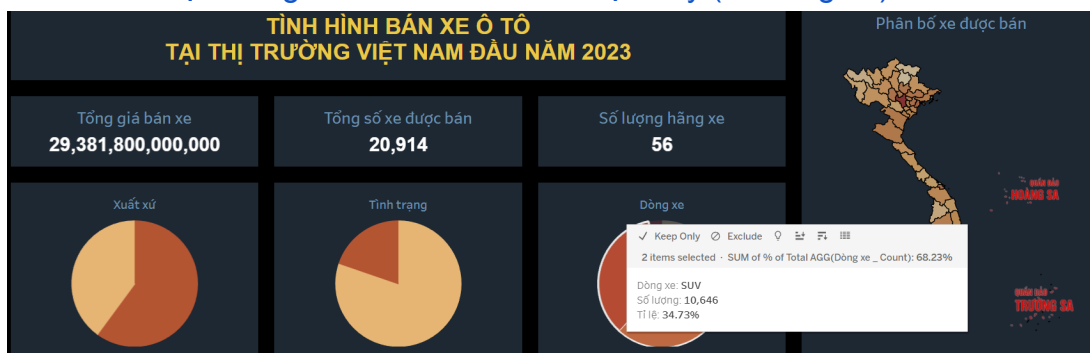 TÌNH HÌNH BÁN XE Ô TÔ
TẠI THỊ TRƯỜNG VIỆT NAM ĐẦU NĂM 2023
Phân bố xe được bán
Tổng giá bán xe
29,381,800,000,000
Tổng số xe được bán
20,914
Số lượng hãng xe
56
Xuất xứ
Tình trạng
Dòng xe
Keep Only Exclude
2 items selected · SUM of % of Total AGG(Dòng xe _ Count): 68.23%
Dòng xe: SUV
Số lượng: 10,646
Tỉ lệ: 34.73%
QUẦN ĐẢO
HOÀNG SA
QUẦN ĐẢO
TRƯỜNG SA